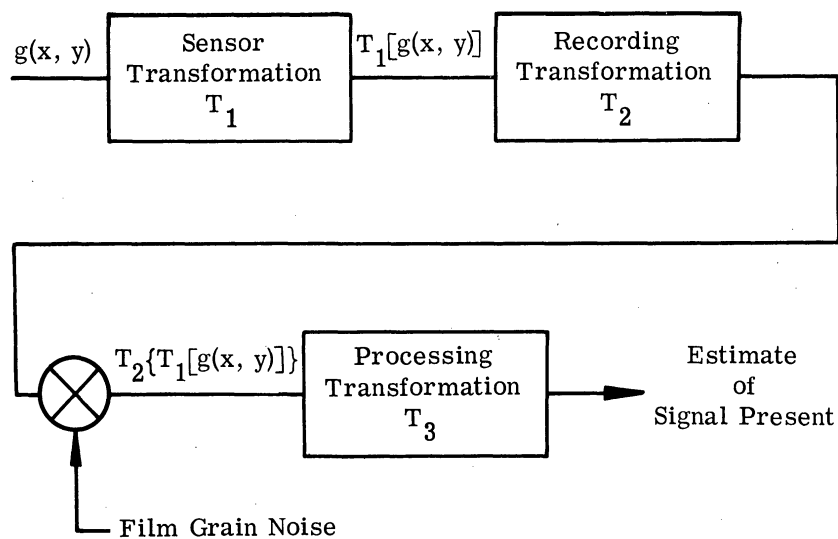 g(x, y)
Sensor
Transformation
T1
T1[g(x, y)]
Recording
Transformation
T2
T2{T1[g(x, y)]}
Processing
Transformation
T3
Estimate
of
Signal Present
Film Grain Noise